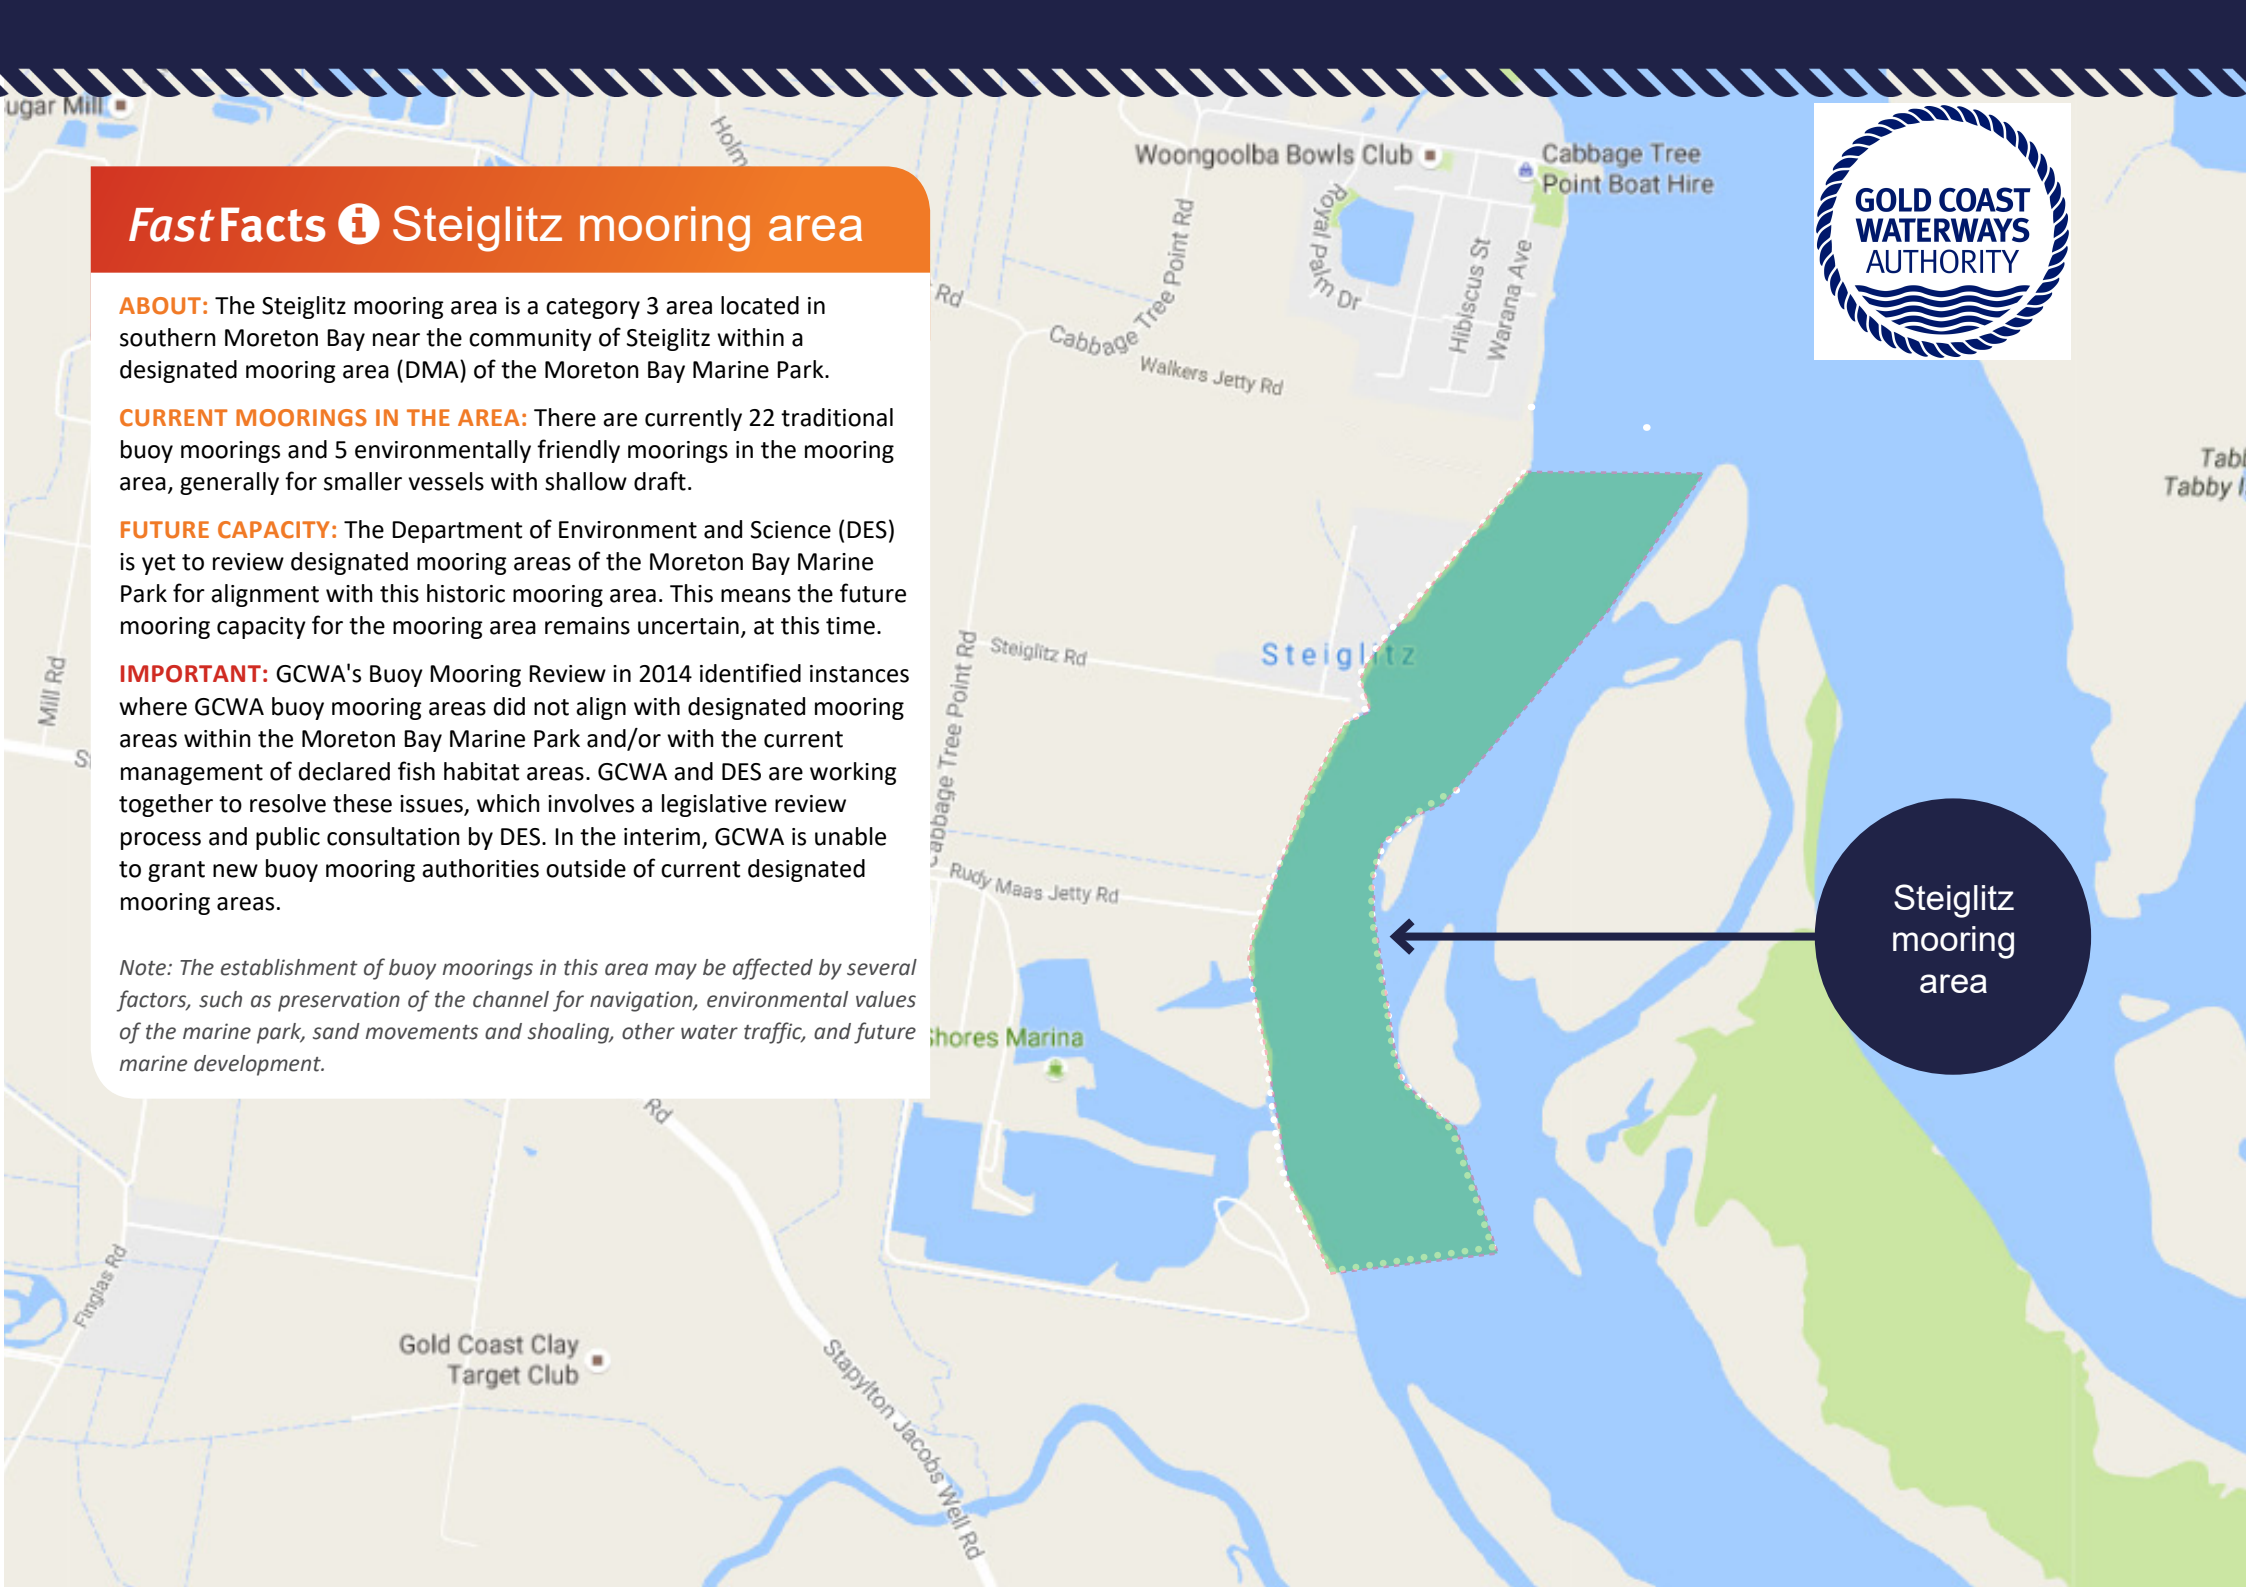 ugar Mill
Holm
Woongoolba Bowls Club
Cabbage Tree
Point Boat Hire
GOLD COAST
WATERWAYS
AUTHORITY
FastFacts i Steiglitz mooring area
ABOUT: The Steiglitz mooring area is a category 3 area located in
southern Moreton Bay near the community of Steiglitz within a
designated mooring area (DMA) of the Moreton Bay Marine Park.
CURRENT MOORINGS IN THE AREA: There are currently 22 traditional
buoy moorings and 5 environmentally friendly moorings in the mooring
area, generally for smaller vessels with shallow draft.
FUTURE CAPACITY: The Department of Environment and Science (DES)
is yet to review designated mooring areas of the Moreton Bay Marine
Park for alignment with this historic mooring area. This means the future
mooring capacity for the mooring area remains uncertain, at this time.
IMPORTANT: GCWA's Buoy Mooring Review in 2014 identified instances
where GCWA buoy mooring areas did not align with designated mooring
areas within the Moreton Bay Marine Park and/or with the current
management of declared fish habitat areas. GCWA and DES are working
together to resolve these issues, which involves a legislative review
process and public consultation by DES. In the interim, GCWA is unable
to grant new buoy mooring authorities outside of current designated
mooring areas.
Note: The establishment of buoy moorings in this area may be affected by several
factors, such as preservation of the channel for navigation, environmental values
of the marine park, sand movements and shoaling, other water traffic, and future
marine development.
Rd
Cabbage Tree Point Rd
Royal Palm Dr
Hibiscus St
Warana Ave
Walkers Jetty Rd
Tabby I
Steiglitz Rd
Steiglitz
Mill Rd
Cabbage Tree Point Rd
Rudy Maas Jetty Rd
Steiglitz
mooring
area
Shores Marina
Rd
Finglas Rd
Gold Coast Clay
Target Club
Stapylton Jacobs Well Rd